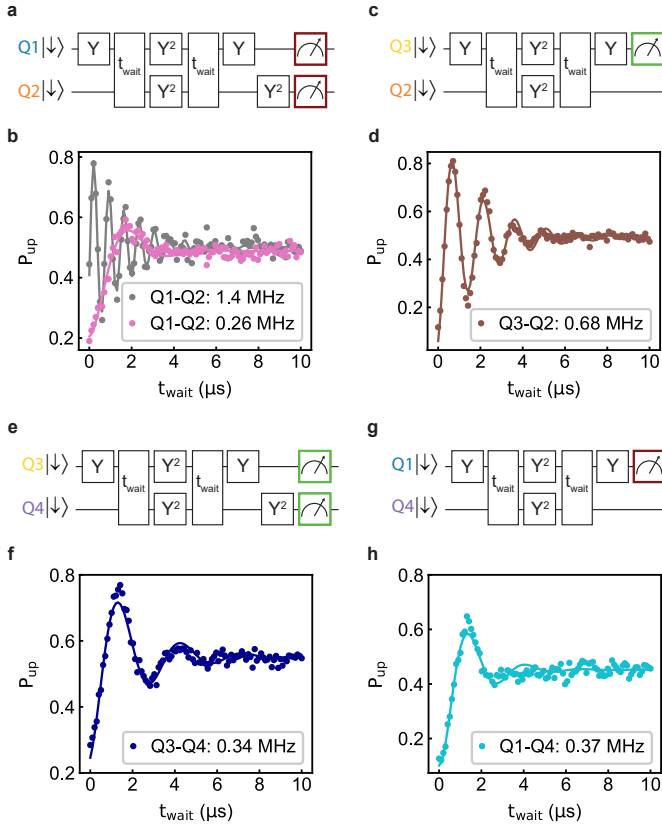 a
Q1 |↓⟩ Y t_wait Y² t_wait Y
Q2 |↓⟩ Y² Y²
b
0.8
0.6
0.4
0.2
P_up
Q1-Q2: 1.4 MHz
Q1-Q2: 0.26 MHz
0 2 4 6 8 10
t_wait (μs)
c
Q3 |↓⟩ Y t_wait Y² t_wait Y
Q2 |↓⟩ Y²
d
0.8
0.6
0.4
0.2
P_up
Q3-Q2: 0.68 MHz
0 2 4 6 8 10
t_wait (μs)
e
Q3 |↓⟩ Y t_wait Y² t_wait Y
Q4 |↓⟩ Y² Y²
f
0.8
0.6
0.4
0.2
P_up
Q3-Q4: 0.34 MHz
0 2 4 6 8 10
t_wait (μs)
g
Q1 |↓⟩ Y t_wait Y² t_wait Y
Q4 |↓⟩ Y²
h
0.8
0.6
0.4
0.2
P_up
Q1-Q4: 0.37 MHz
0 2 4 6 8 10
t_wait (μs)